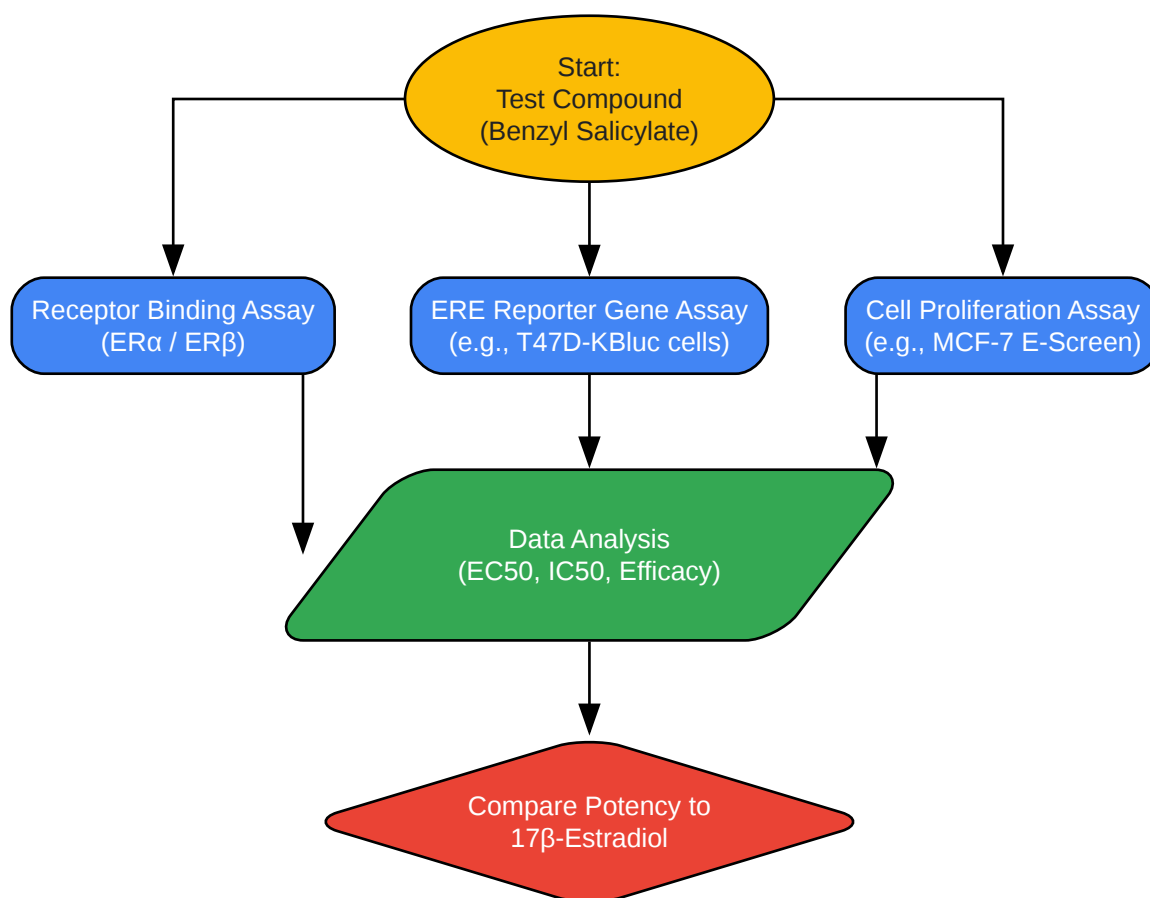 Start:
Test Compound
(Benzyl Salicylate)
Receptor Binding Assay
(ERα / ERβ)
ERE Reporter Gene Assay
(e.g., T47D-KBluc cells)
Cell Proliferation Assay
(e.g., MCF-7 E-Screen)
Data Analysis
(EC50, IC50, Efficacy)
Compare Potency to
17β-Estradiol